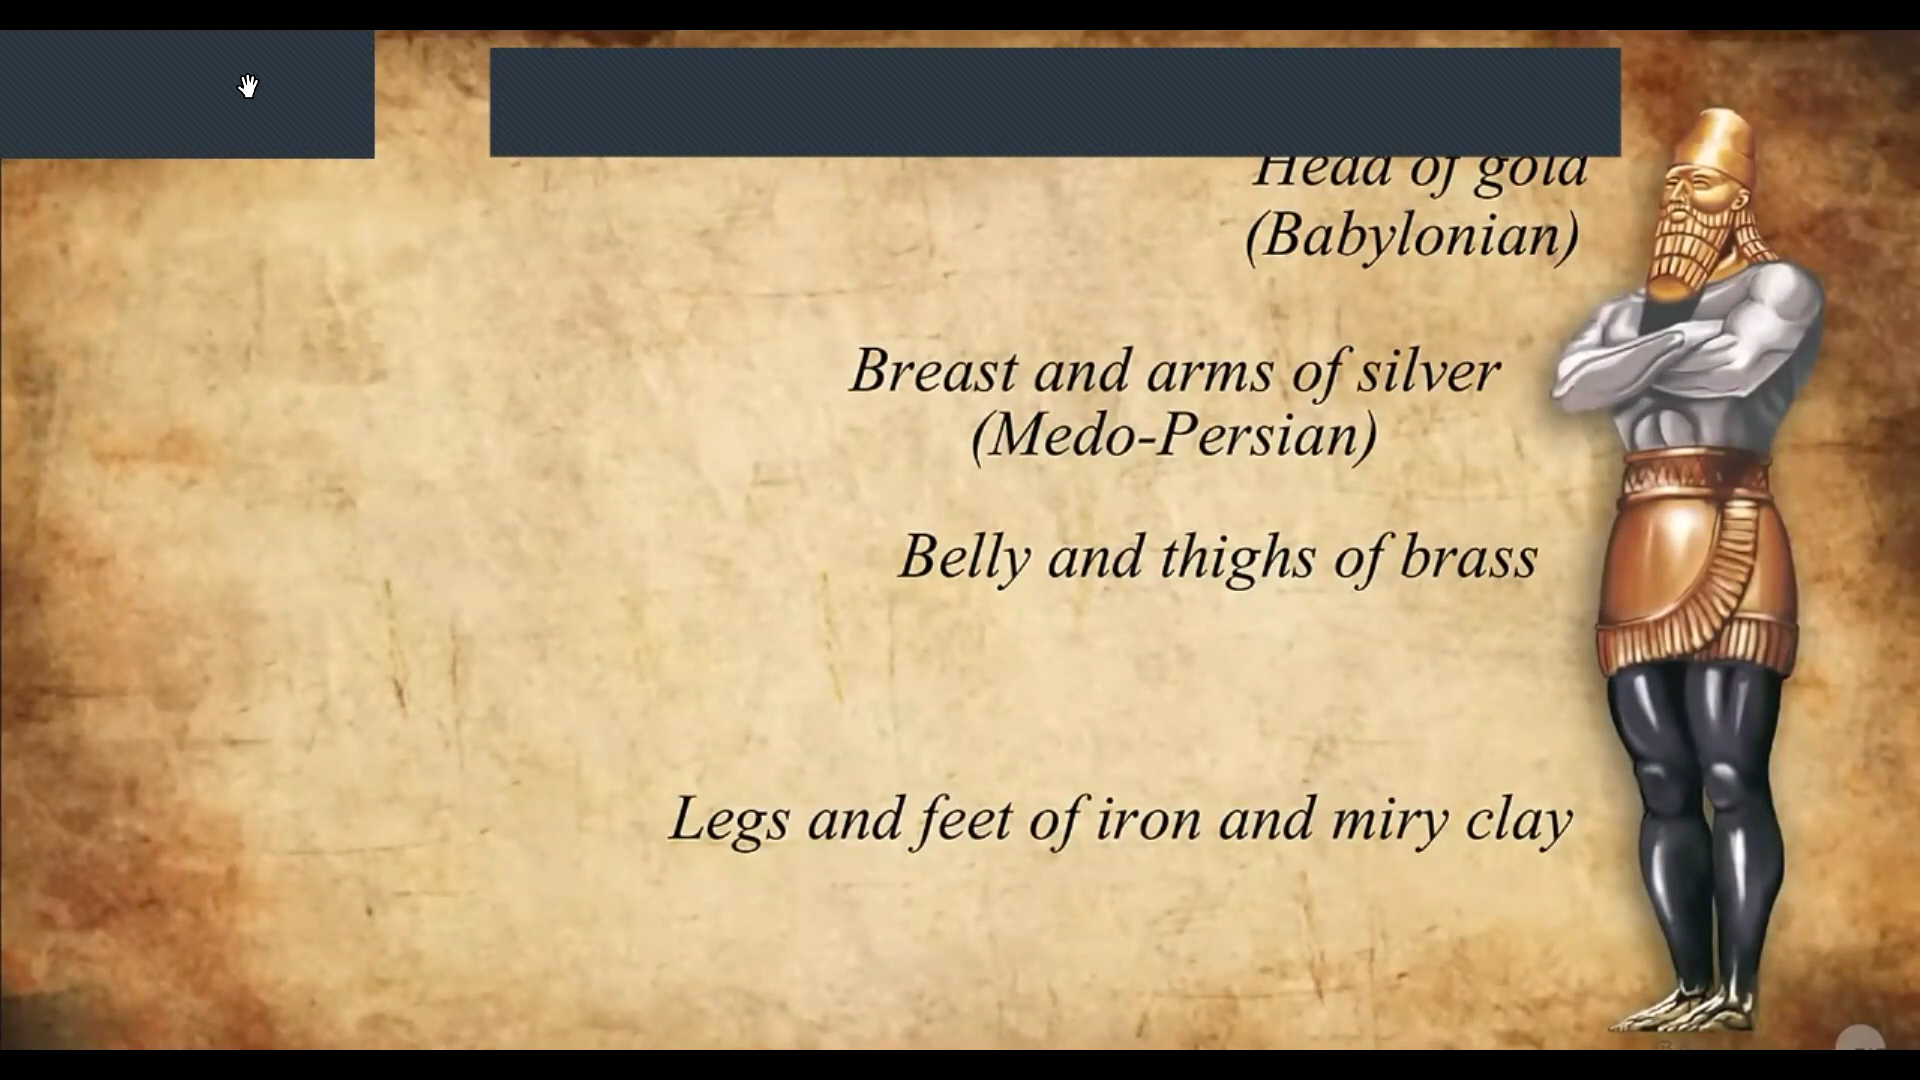 Head of gold
(Babylonian)
Breast and arms of silver
(Medo-Persian)
Belly and thighs of brass
Legs and feet of iron and miry clay